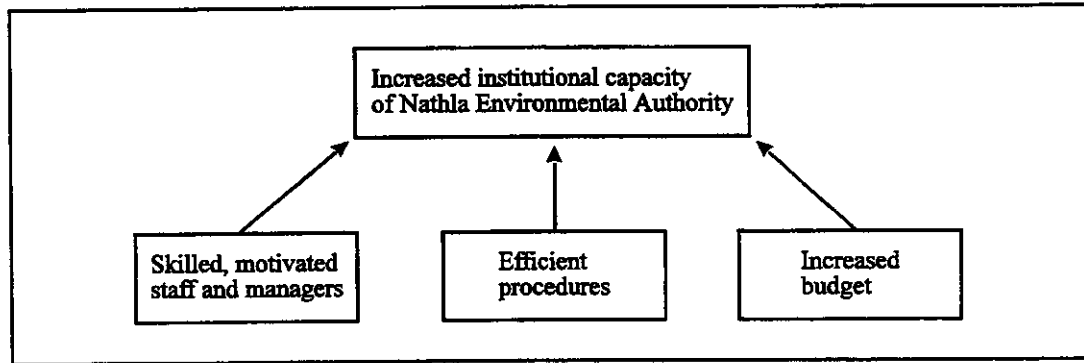 Increased institutional capacity
of Nathla Environmental Authority
Skilled, motivated
staff and managers
Efficient
procedures
Increased
budget